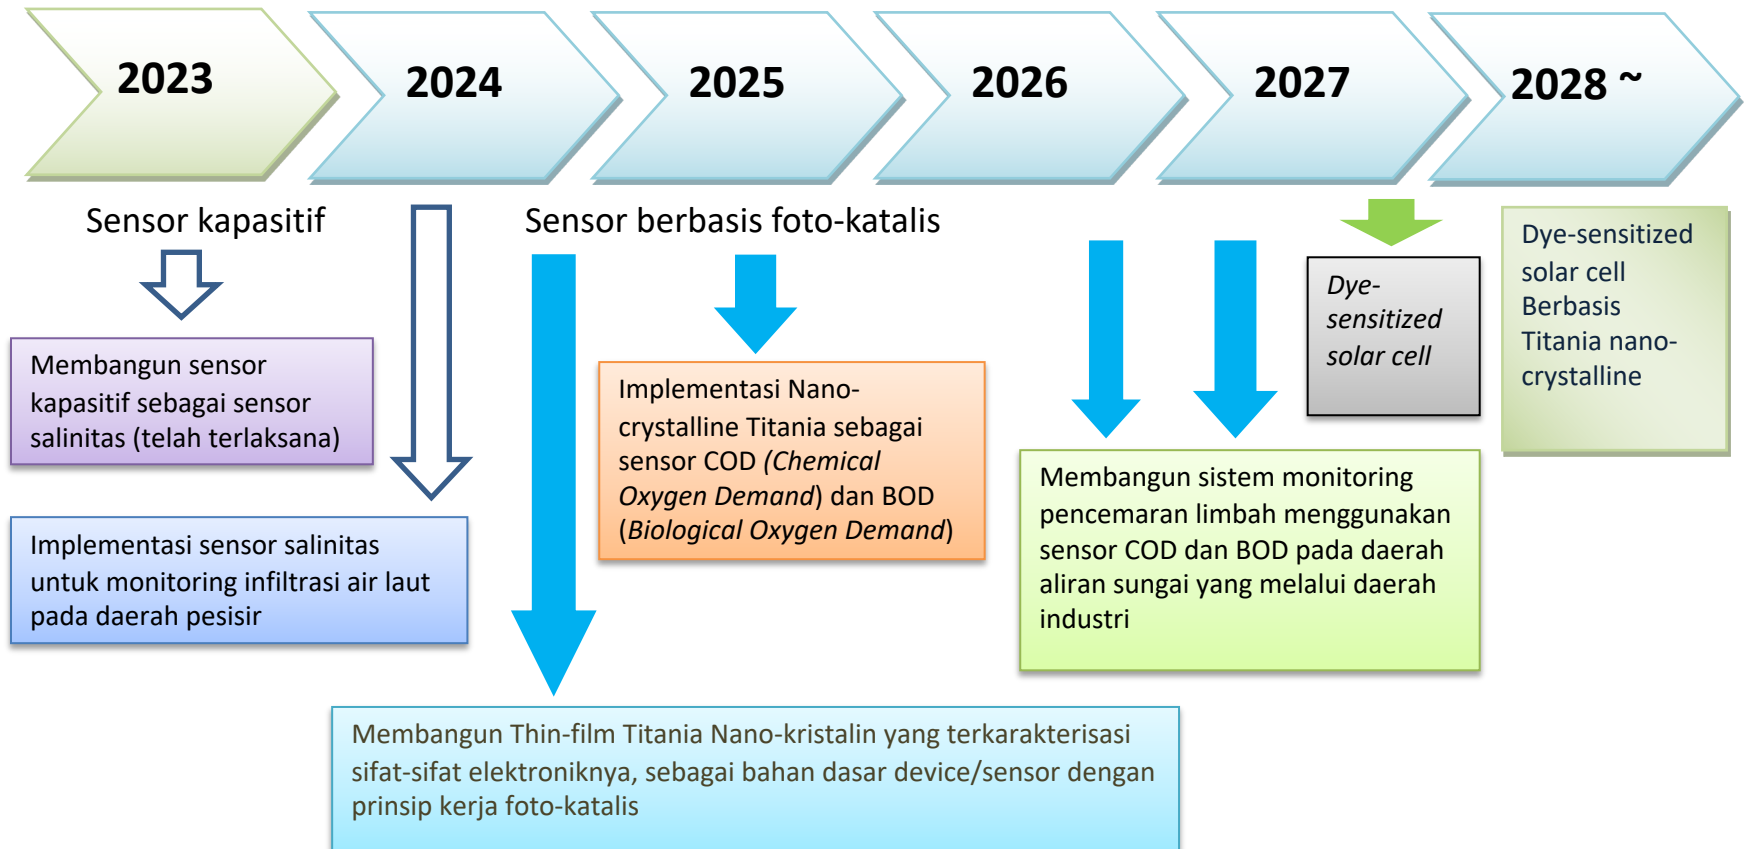 2023
2024
2025
2026
2027
2028 ~
Sensor kapasitif
Sensor berbasis foto-katalis
Membangun sensor
kapasitif sebagai sensor
salinitas (telah terlaksana)
Implementasi sensor salinitas
untuk monitoring infiltrasi air laut
pada daerah pesisir
Implementasi Nano-
crystalline Titania sebagai
sensor COD (Chemical
Oxygen Demand) dan BOD
(Biological Oxygen Demand)
Membangun Thin-film Titania Nano-kristalin yang terkarakterisasi
sifat-sifat elektroniknya, sebagai bahan dasar device/sensor dengan
prinsip kerja foto-katalis
Membangun sistem monitoring
pencemaran limbah menggunakan
sensor COD dan BOD pada daerah
aliran sungai yang melalui daerah
industri
Dye-
sensitized
solar cell
Dye-sensitized
solar cell
Berbasis
Titania nano-
crystalline